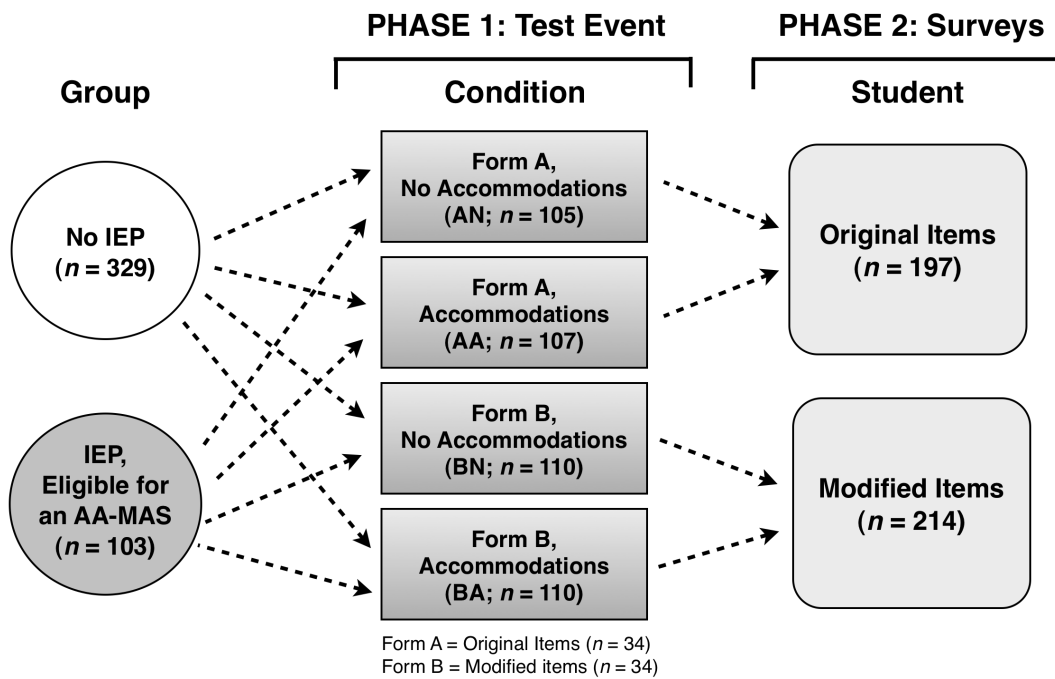 PHASE 1: Test Event
PHASE 2: Surveys
Group
Condition
Student
No IEP
(n = 329)
IEP,
Eligible for
an AA-MAS
(n = 103)
Form A,
No Accommodations
(AN; n = 105)
Form A,
Accommodations
(AA; n = 107)
Form B,
No Accommodations
(BN; n = 110)
Form B,
Accommodations
(BA; n = 110)
Original Items
(n = 197)
Modified Items
(n = 214)
Form A = Original Items (n = 34)
Form B = Modified items (n = 34)